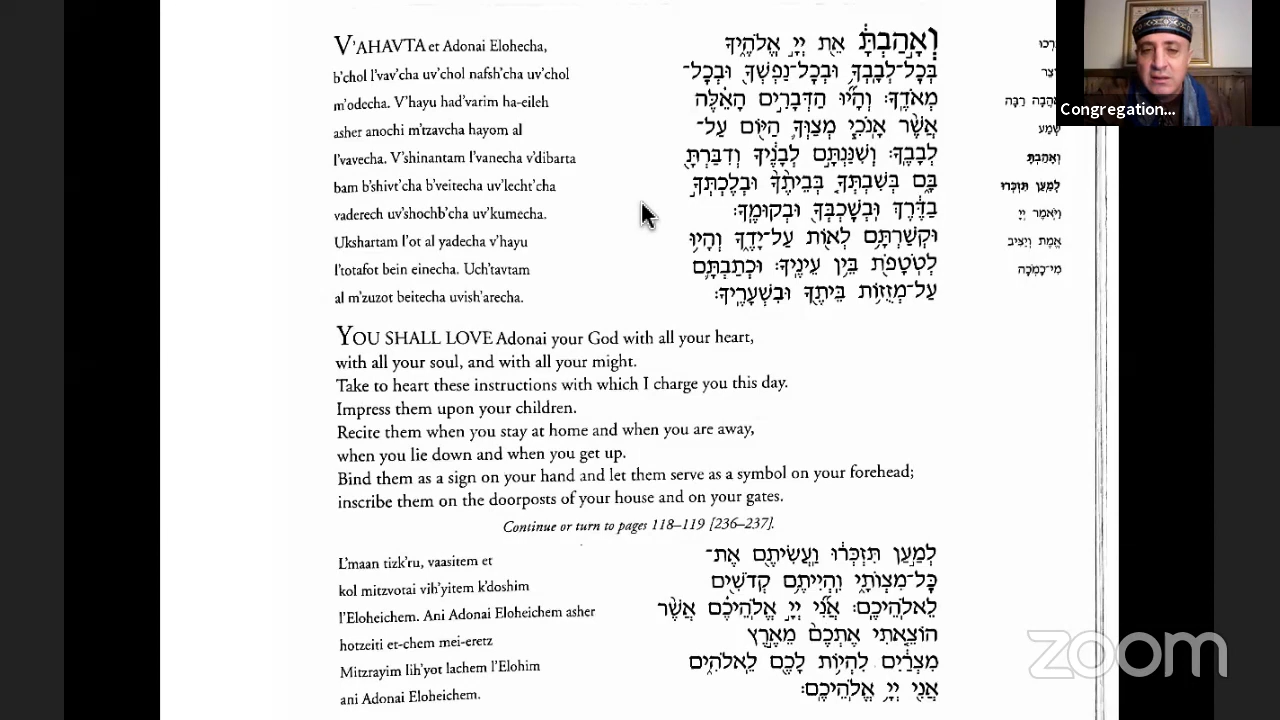 V'AHAVTA et Adonai Elohecha,
b'chol l'vav'cha uv'chol nafsh'cha uv'chol
m'odecha. V'hayu had'varim ha-eileh
asher anochi m'tzavcha hayom al
l'vavecha. V'shinantam l'vanecha v'dibarta
bam b'shivt'cha b'veitecha uv'lecht'cha
vaderech uv'shochb'cha uv'kumecha.
Ukshartam l'ot al yadecha v'hayu
l'totafot bein einecha. Uch'tavtam
al m'zuzot beitecha uvish'arecha.
וְאָ֣הַבְתָּ֔ אֵ֖ת יְיָ֣ אֱלֹהֶ֑יךָ
בְּכׇל־לְבָבְךָ֥ וּבְכׇל־נַפְשְׁךָ֖ וּבְכׇל־
מְאֹדֶֽךָ׃ וְהָי֞וּ הַדְּבָרִ֣ים הָאֵ֗לֶּה
אֲשֶׁ֨ר אָנֹכִ֧י מְצַוְּךָ֛ הַיּ֖וֹם עַל־
לְבָבֶֽךָ׃ וְשִׁנַּנְתָּ֣ם לְבָנֶ֔יךָ וְדִבַּרְתָּ֖
בָּ֑ם בְּשִׁבְתְּךָ֤ בְּבֵיתֶ֙ךָ֙ וּבְלֶכְתְּךָ֣
בַדֶּ֔רֶךְ וּֽבְשׇׁכְבְּךָ֖ וּבְקוּמֶֽךָ׃
וּקְשַׁרְתָּ֥ם לְא֖וֹת עַל־יָדֶ֑ךָ וְהָי֥וּ
לְטֹטָפֹ֖ת בֵּ֥ין עֵינֶֽיךָ׃ וּכְתַבְתָּ֛ם
עַל־מְזֻז֥וֹת בֵּיתֶ֖ךָ וּבִשְׁעָרֶֽיךָ׃
אַהֲבָה רַבָּה
שְׁמַע
וְאָהַבְתָּ
לְמַעַן תִּזְכְּרוּ
וַיֹּאמֶר יְיָ
אֱמֶת וְיַצִּיב
מִי־כָמֹכָה
Congregation...
YOU SHALL LOVE Adonai your God with all your heart,
with all your soul, and with all your might.
Take to heart these instructions with which I charge you this day.
Impress them upon your children.
Recite them when you stay at home and when you are away,
when you lie down and when you get up.
Bind them as a sign on your hand and let them serve as a symbol on your forehead;
inscribe them on the doorposts of your house and on your gates.
Continue or turn to pages 118–119 [236–237].
L'maan tizk'ru, vaasitem et
kol mitzvotai vih'yitem k'doshim
l'Eloheichem. Ani Adonai Eloheichem asher
hotzeiti et-chem mei-eretz
Mitzrayim lih'yot lachem l'Elohim
ani Adonai Eloheichem.
לְמַ֣עַן תִּזְכְּר֔וּ וַעֲשִׂיתֶ֖ם אֶת־
כׇּל־מִצְוֺתָ֑י וִהְיִיתֶ֥ם קְדֹשִׁ֖ים
לֵאלֹֽהֵיכֶֽם׃ אֲנִ֞י יְיָ֣ אֱלֹֽהֵיכֶ֗ם אֲשֶׁ֨ר
הוֹצֵ֤אתִי אֶתְכֶם֙ מֵאֶ֣רֶץ
מִצְרַ֔יִם לִהְי֥וֹת לָכֶ֖ם לֵאלֹהִ֑ים
אֲנִ֖י יְיָ֥ אֱלֹהֵיכֶֽם׃
zoom